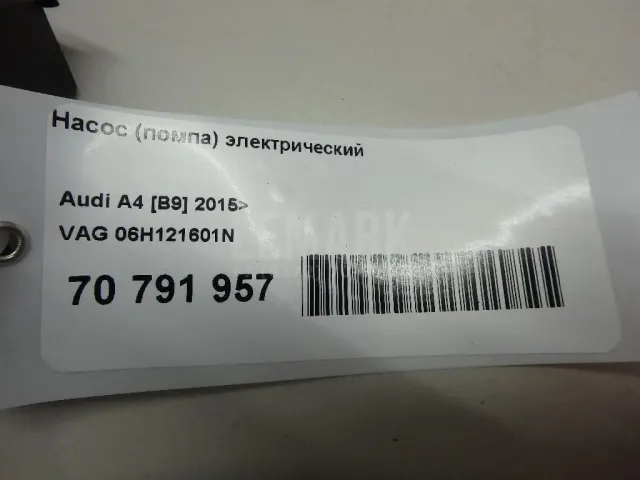 Насос (помпа) электрический
Audi A4 [B9] 2015>
VAG 06H121601N
70 791 957